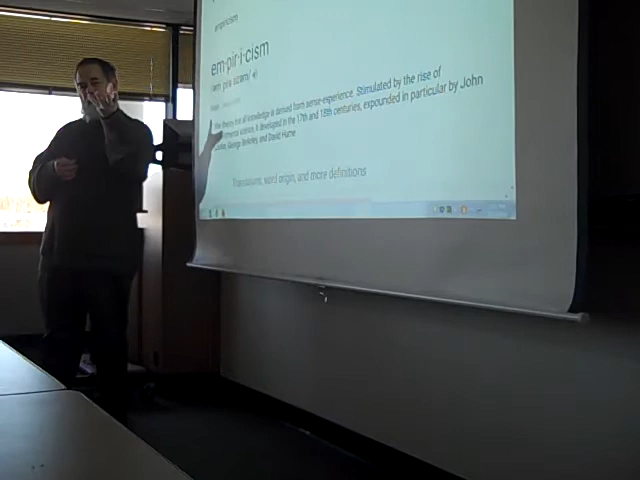 empiricism
em·pir·i·cism
theory that all knowledge is derived from sense-experience. Stimulated by the rise of
science, it developed in the 17th and 18th centuries, expounded in particular by John
George Berkeley, and David Hume
Translations, word origin, and more definitions